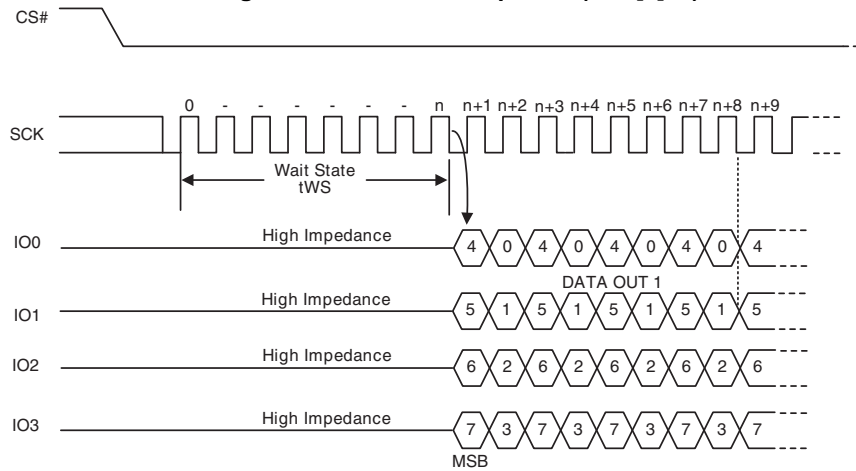 CS#
0 - - - - - - n n+1 n+2 n+3 n+4 n+5 n+6 n+7 n+8 n+9
SCK
Wait State
tWS
IO0 High Impedance 4 0 4 0 4 0 4 0 4
DATA OUT 1
IO1 High Impedance 5 1 5 1 5 1 5 1 5
IO2 High Impedance 6 2 6 2 6 2 6 2 6
IO3 High Impedance 7 3 7 3 7 3 7 3 7
MSB